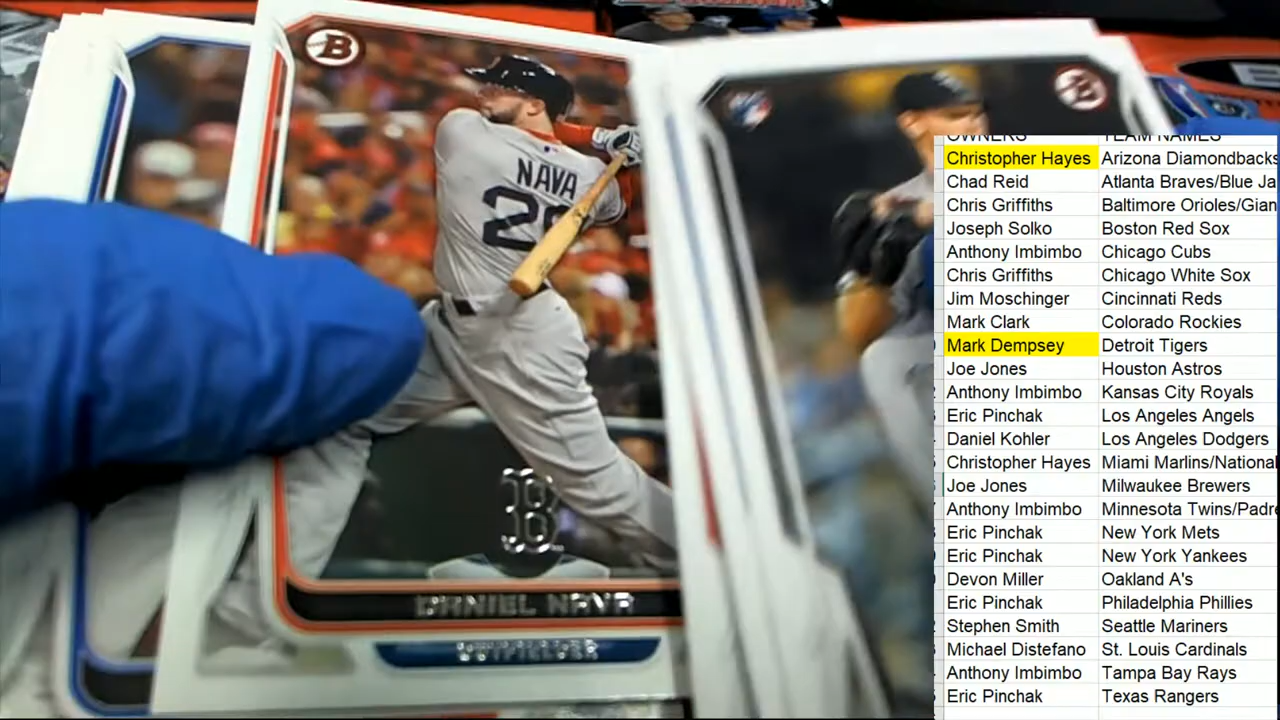 B
NAVA
29
B
DANIEL NAVA
OUTFIELDER
B
OWNERS TEAM NAMES
Christopher Hayes Arizona Diamondbacks
Chad Reid Atlanta Braves/Blue Ja
Chris Griffiths Baltimore Orioles/Gian
Joseph Solko Boston Red Sox
Anthony Imbimbo Chicago Cubs
Chris Griffiths Chicago White Sox
Jim Moschinger Cincinnati Reds
Mark Clark Colorado Rockies
Mark Dempsey Detroit Tigers
Joe Jones Houston Astros
Anthony Imbimbo Kansas City Royals
Eric Pinchak Los Angeles Angels
Daniel Kohler Los Angeles Dodgers
Christopher Hayes Miami Marlins/National
Joe Jones Milwaukee Brewers
Anthony Imbimbo Minnesota Twins/Padre
Eric Pinchak New York Mets
Eric Pinchak New York Yankees
Devon Miller Oakland A's
Eric Pinchak Philadelphia Phillies
Stephen Smith Seattle Mariners
Michael Distefano St. Louis Cardinals
Anthony Imbimbo Tampa Bay Rays
Eric Pinchak Texas Rangers